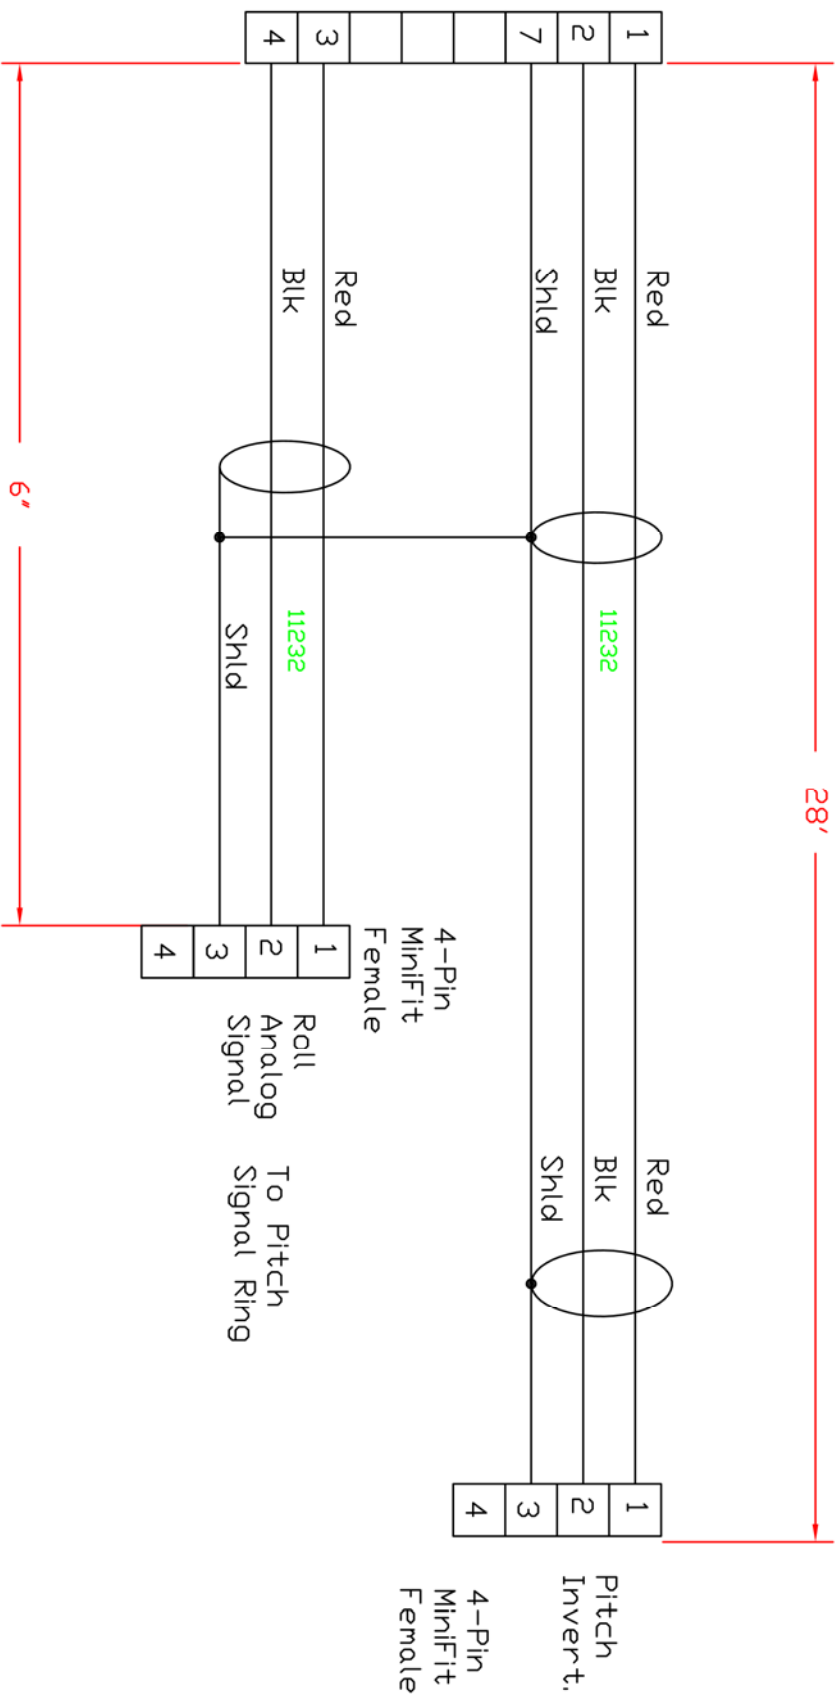 28'
1
2
7
3
4
Red
Blk
Shld
11232
Red
Blk
Shld
1
2
3
4
Pitch
Invert.
4-Pin
MiniFit
Female
Red
Blk
11232
Shld
4-Pin
MiniFit
Female
1
2
3
4
Roll
Analog
Signal
To Pitch
Signal Ring
6"